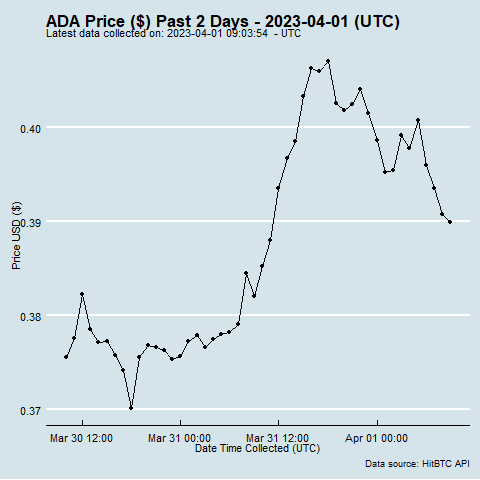 ADA Price ($) Past 2 Days - 2023-04-01 (UTC)
Latest data collected on: 2023-04-01 09:03:54 - UTC
0.40
0.39
0.38
0.37
Price USD ($)
Mar 30 12:00 Mar 31 00:00 Mar 31 12:00 Apr 01 00:00
Date Time Collected (UTC)
Data source: HitBTC API